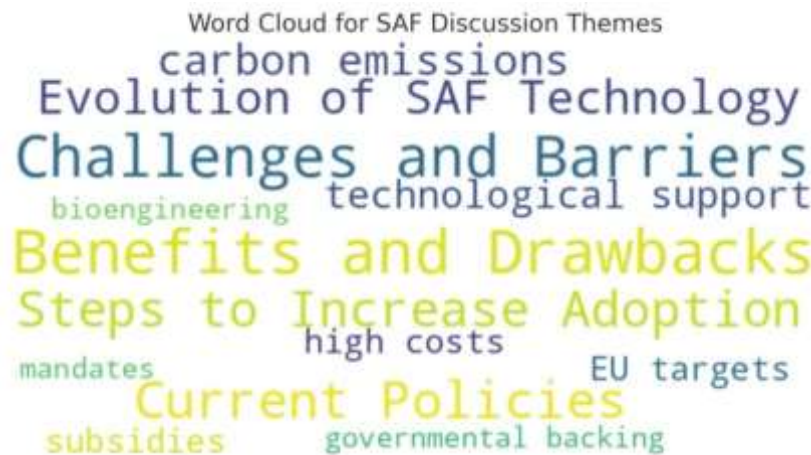 Word Cloud for SAF Discussion Themes
carbon emissions
Evolution of SAF Technology
Challenges and Barriers
technological support
bioengineering
Benefits and Drawbacks
Steps to Increase Adoption
high costs
mandates
EU targets
Current Policies
subsidies
governmental backing